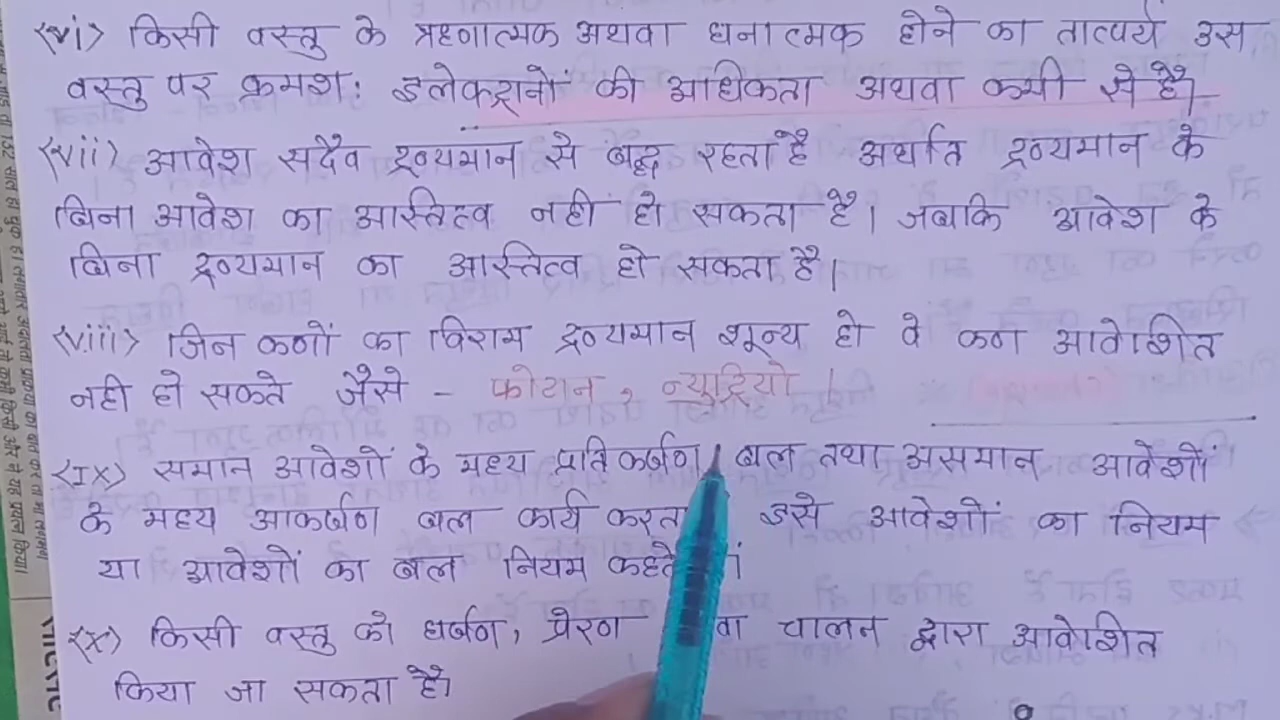 (vi) किसी वस्तु के ऋणात्मक अथवा धनात्मक होने का तात्पर्य उस
वस्तु पर क्रमशः इलेक्ट्रानों की अधिकता अथवा कमी से है।
(vii) आवेश सदैव द्रव्यमान से बद्ध रहता है अर्थात द्रव्यमान के
बिना आवेश का अस्तित्व नही हो सकता है। जबकि आवेश के
बिना द्रव्यमान का अस्तित्व हो सकता है।
(viii) जिन कणों का विराम द्रव्यमान शून्य हो वे कण आवेशित
नही हो सकते जैसे - फोटान, न्युट्रियो।
(IX) समान आवेशों के मध्य प्रतिकर्षण बल तथा असमान आवेशों
के मध्य आकर्षण बल कार्य करता इसे आवेशों का नियम
या आवेशों का बल नियम कहते
(x) किसी वस्तु को घर्षण, प्रेरण चालन द्वारा आवेशित
किया जा सकता है।